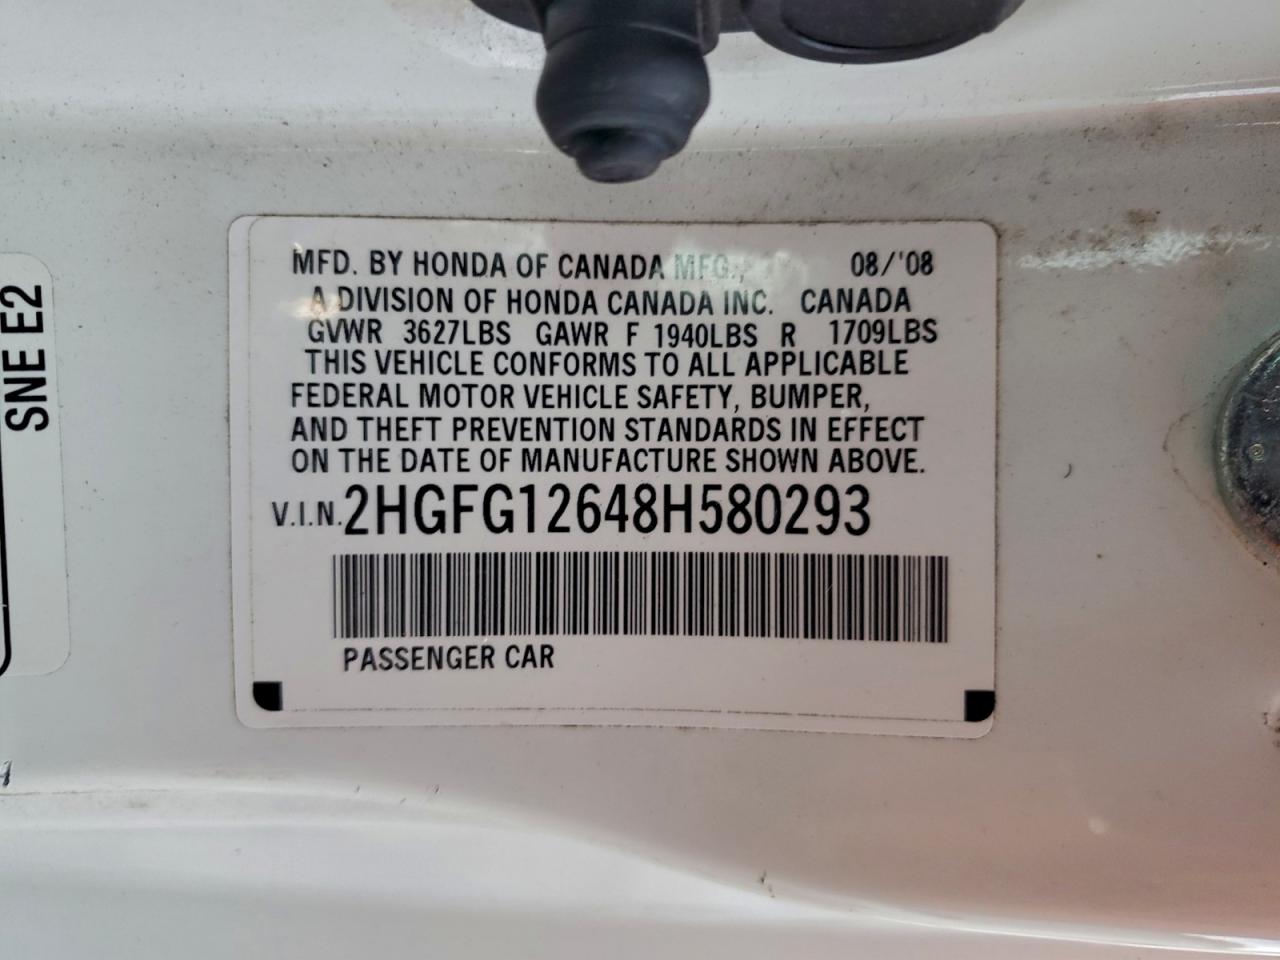 MFD. BY HONDA OF CANADA MFG., 08/'08
A DIVISION OF HONDA CANADA INC. CANADA
GVWR 3627LBS GAWR F 1940LBS R 1709LBS
THIS VEHICLE CONFORMS TO ALL APPLICABLE
FEDERAL MOTOR VEHICLE SAFETY, BUMPER,
AND THEFT PREVENTION STANDARDS IN EFFECT
ON THE DATE OF MANUFACTURE SHOWN ABOVE.
V.I.N. 2HGFG12648H580293
PASSENGER CAR
SNE E2